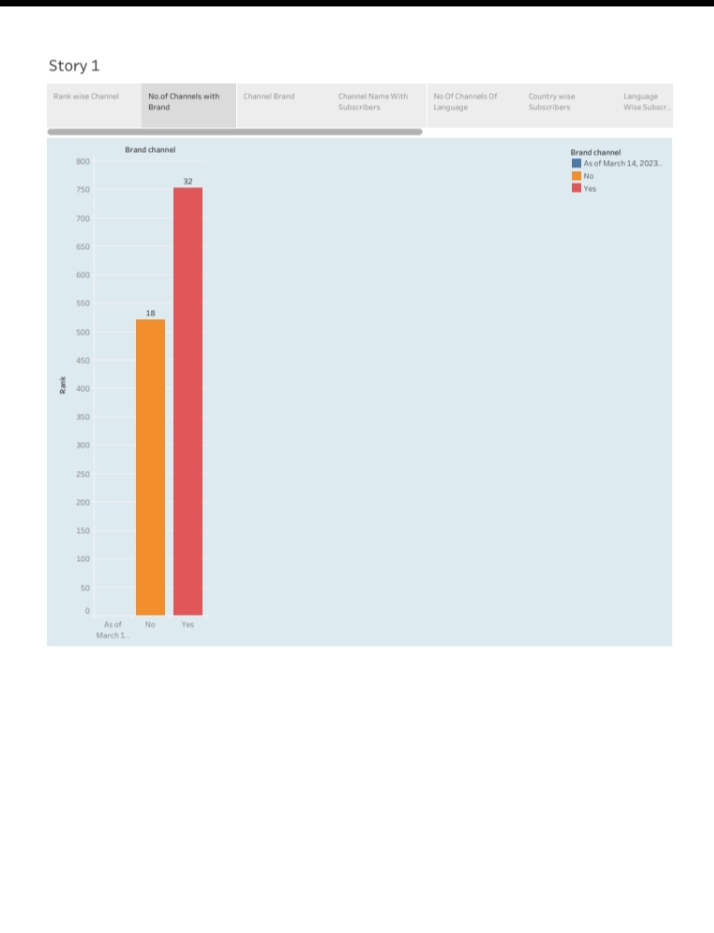 Story 1
Rank wise Channel
No.of Channels with
Brand
Channel Brand
Channel Name With
Subscribers
No Of Channels Of
Language
Country wise
Subscribers
Language
Wise Subscr..
Brand channel
Brand channel
As of March 14, 2023..
No
Yes
800
750
700
650
600
550
500
450
400
350
300
250
200
150
100
50
0
Rank
32
18
As of
March 1..
No
Yes